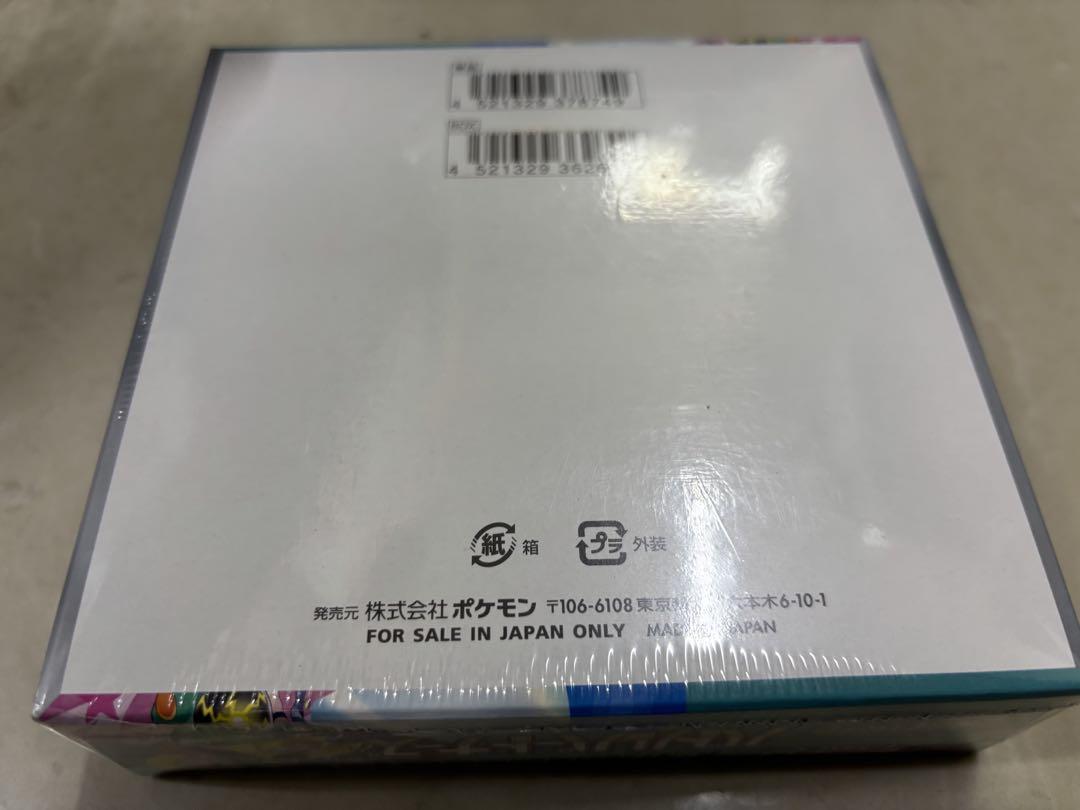 4 521329 378749
BOX
4 521329
紙 箱
プラ 外装
発売元 株式会社 ポケモン 〒106-6108 東京 六本木6-10-1
FOR SALE IN JAPAN ONLY